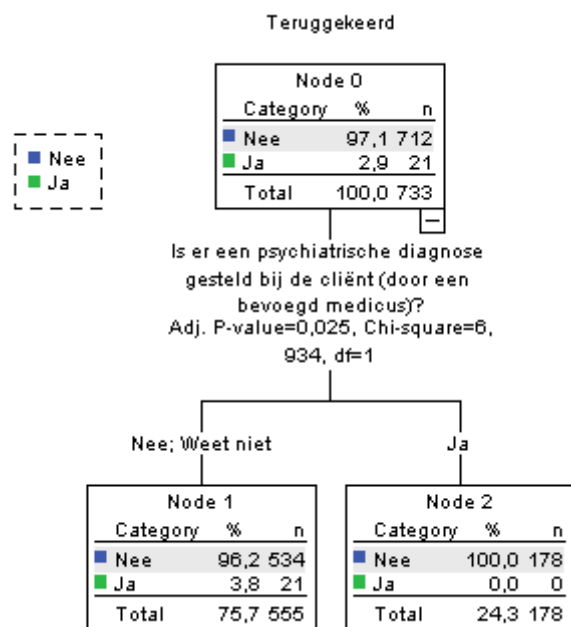 Teruggekeerd
Node 0
Category % n
Nee 97,1 712
Ja 2,9 21
Total 100,0 733
Nee
Ja
Is er een psychiatrische diagnose
gesteld bij de cliënt (door een
bevoegd medicus)?
Adj. P-value=0,025, Chi-square=6,
934, df=1
Nee; Weet niet
Ja
Node 1
Category % n
Nee 96,2 534
Ja 3,8 21
Total 75,7 555
Node 2
Category % n
Nee 100,0 178
Ja 0,0 0
Total 24,3 178